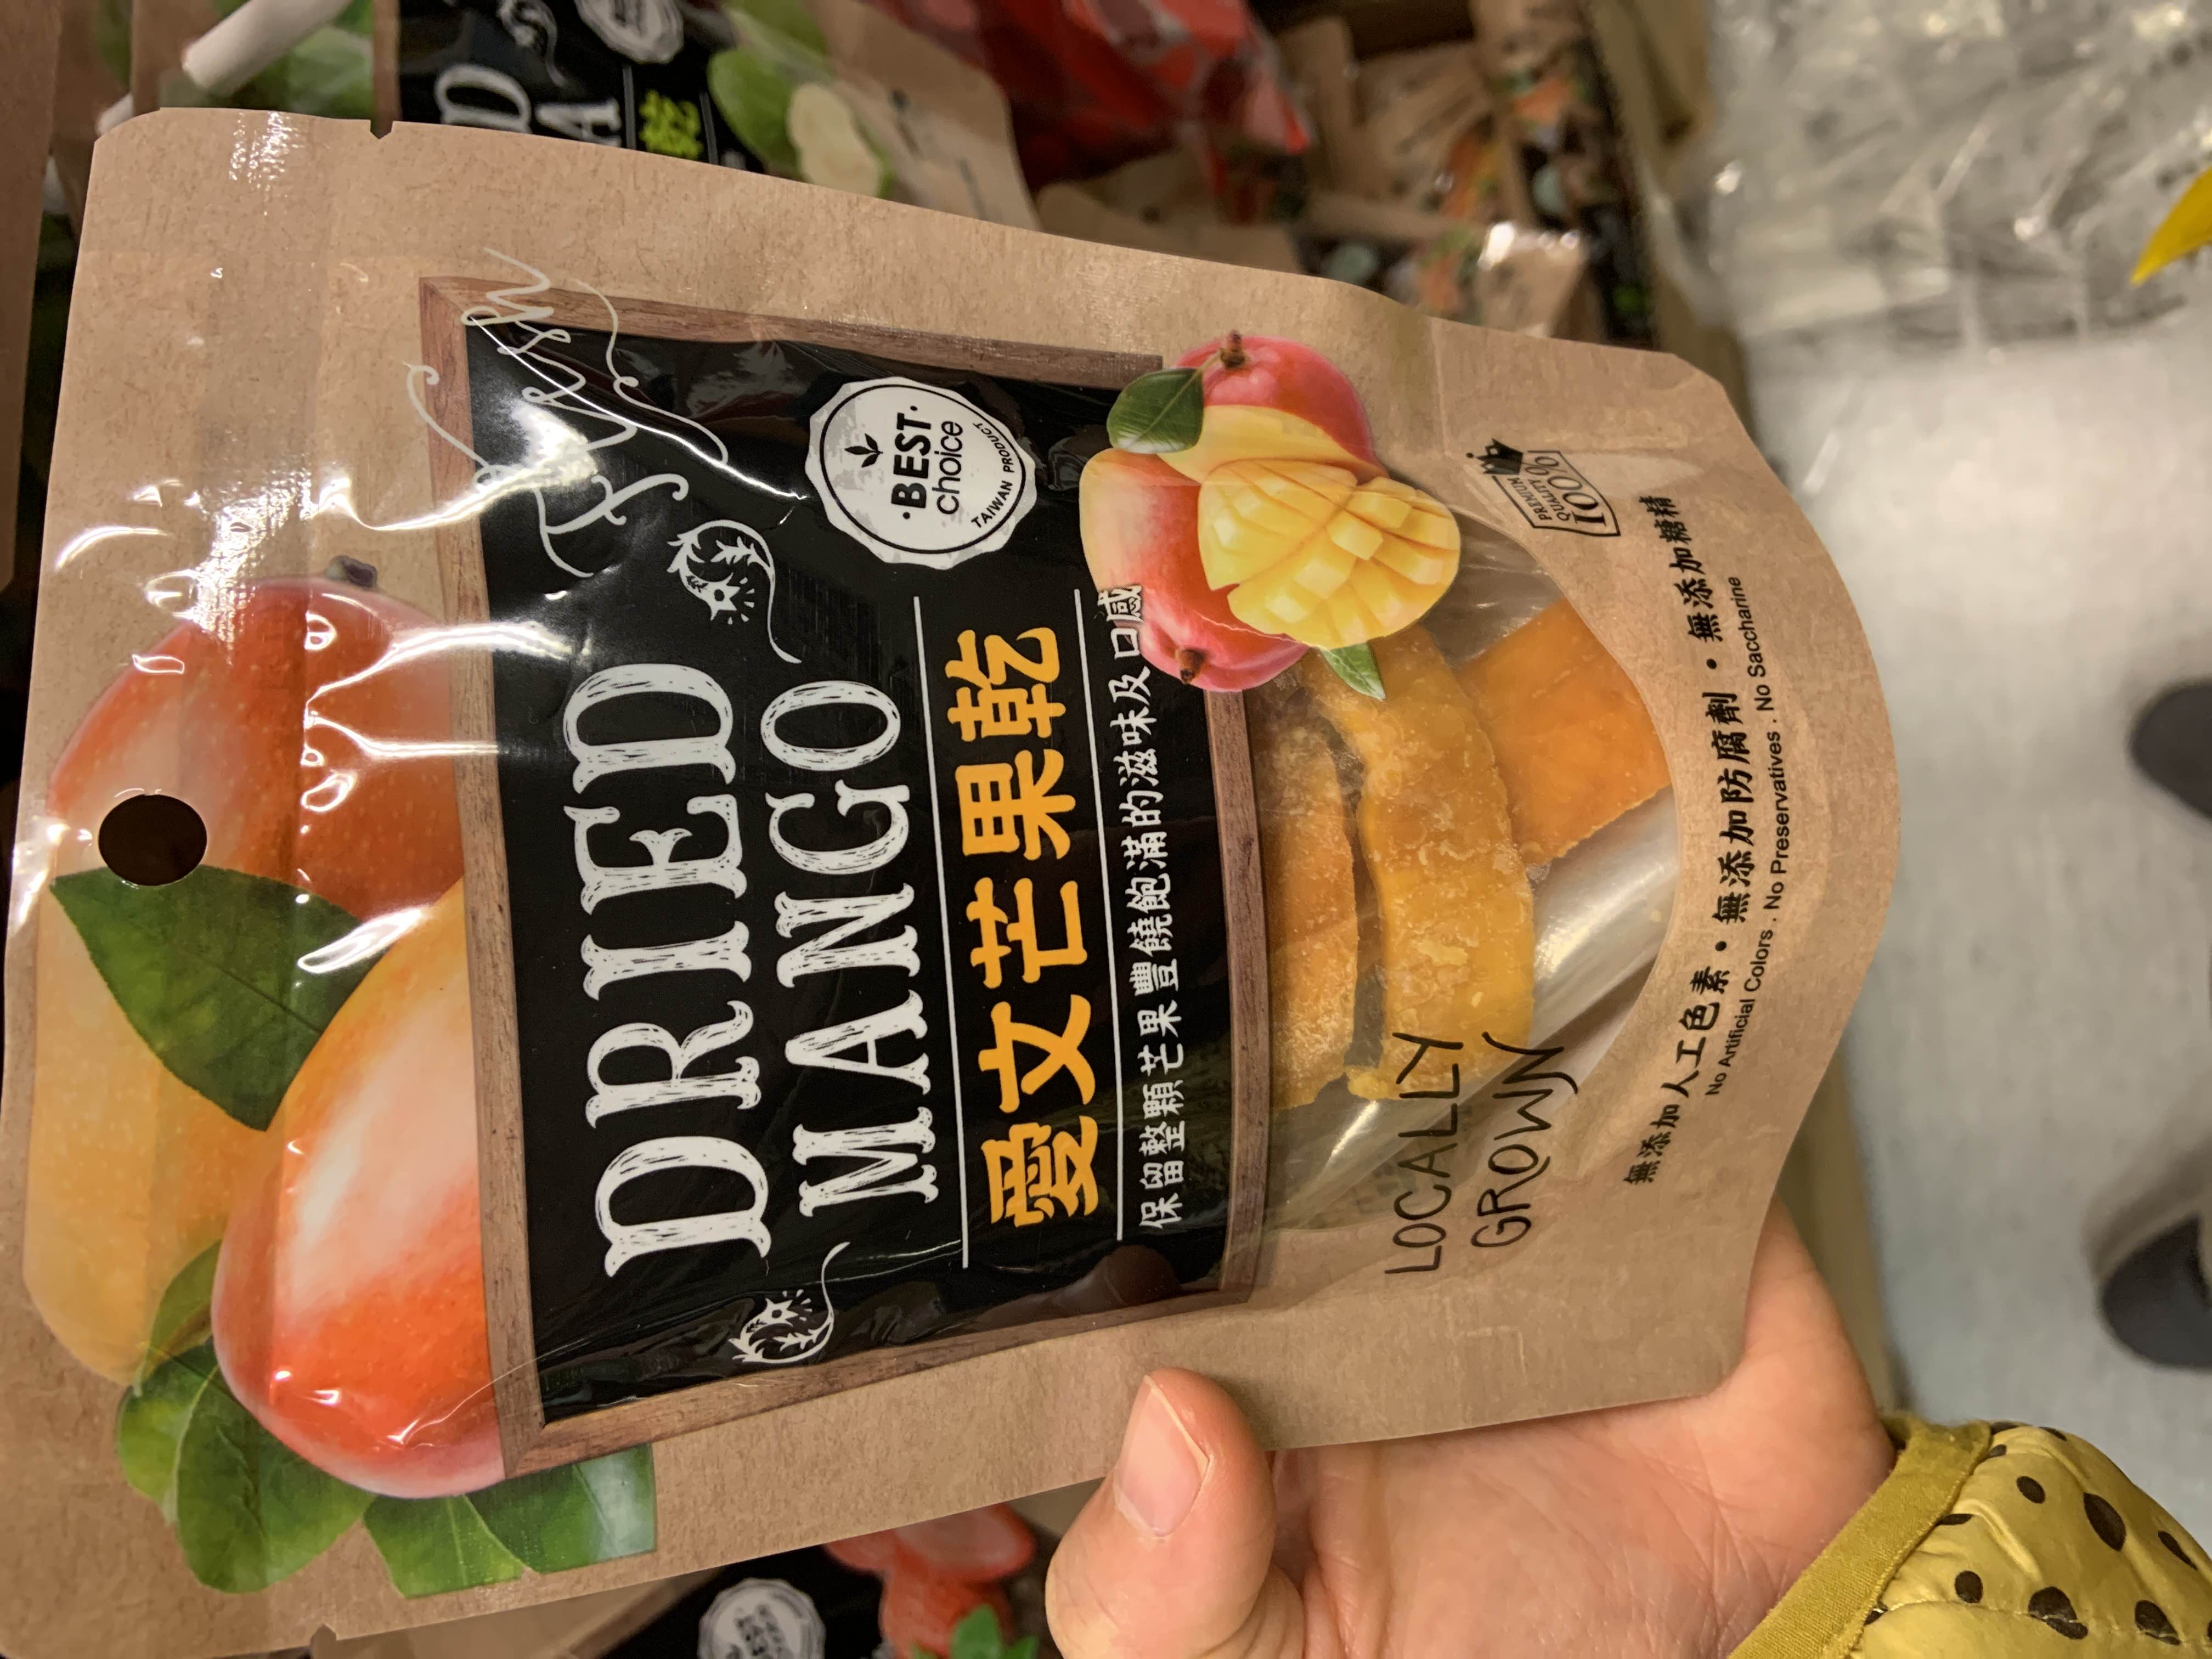 Delicious
DRIED
MANGO
愛文芒果乾
保留整顆芒果豐饒飽滿的滋味及口感
·BEST·
choice
TAIWAN PRODUCT
LOCALLY
GROWN
PREMIUM
QUALITY
100%
無添加人工色素・無添加防腐劑・無添加糖精
No Artificial Colors . No Preservatives . No Saccharine
乾